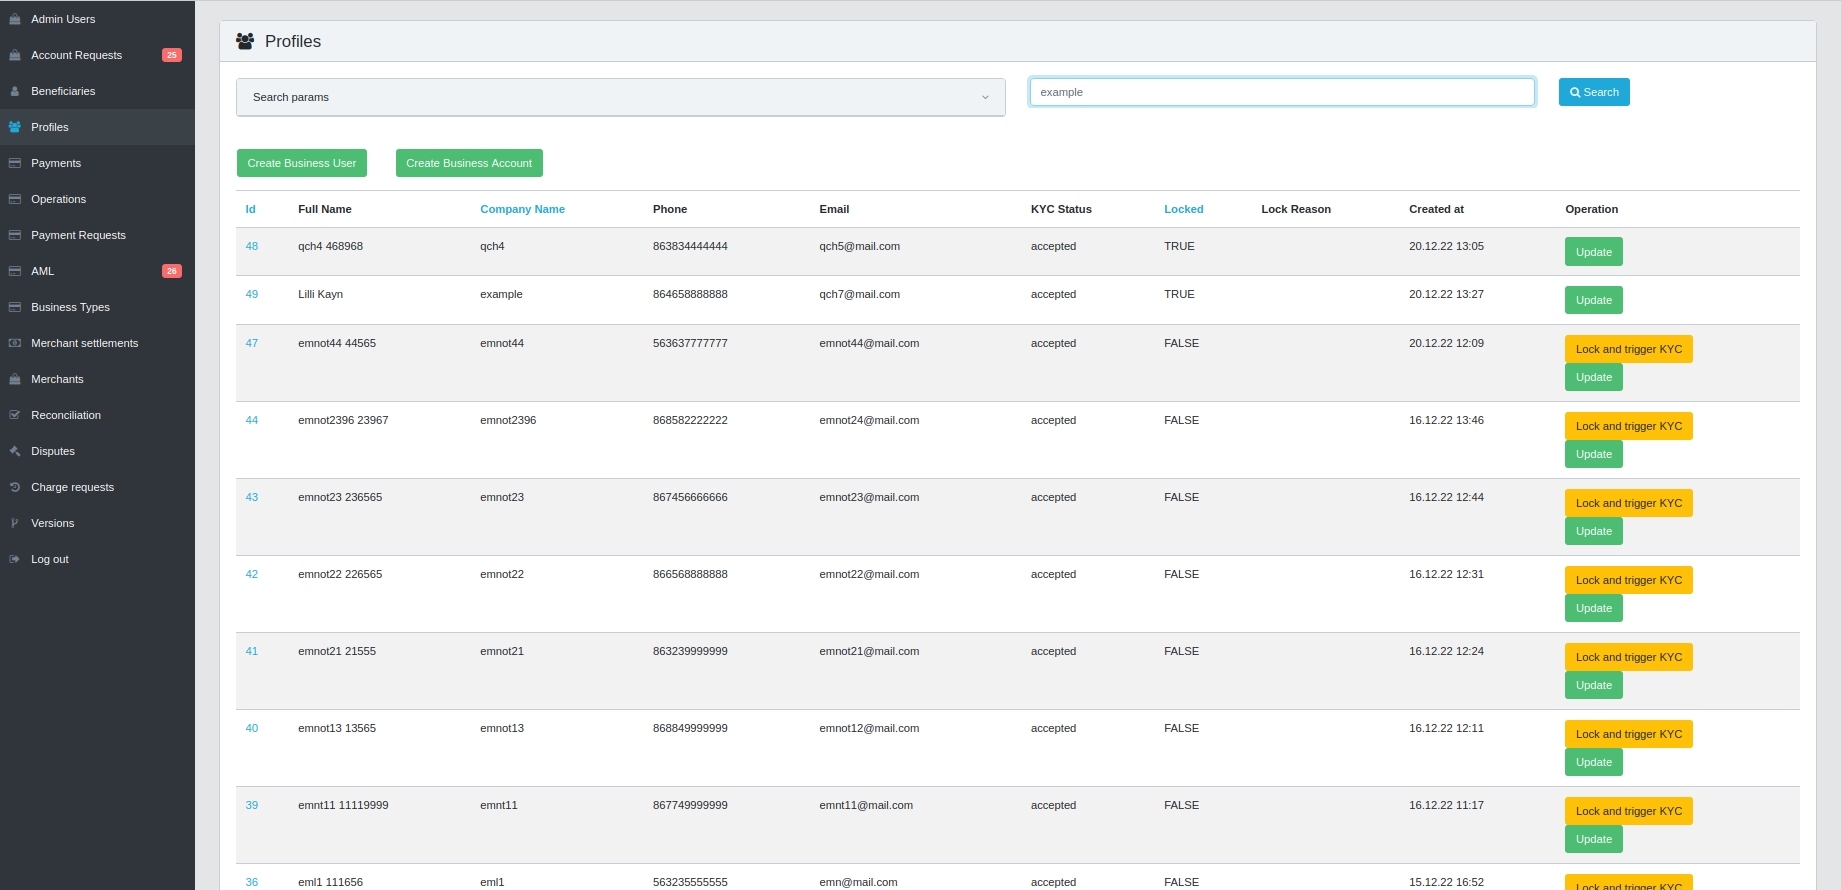 Admin Users
Account Requests 25
Beneficiaries
Profiles
Payments
Operations
Payment Requests
AML 26
Business Types
Merchant settlements
Merchants
Reconciliation
Disputes
Charge requests
Versions
Log out
Profiles
Search params
example
Search
Create Business User Create Business Account
Id Full Name Company Name Phone Email KYC Status Locked Lock Reason Created at Operation
48 qch4 468968 qch4 863834444444 qch5@mail.com accepted TRUE 20.12.22 13:05 Update
49 Lilli Kayn example 864658888888 qch7@mail.com accepted TRUE 20.12.22 13:27 Update
47 emnot44 44565 emnot44 563637777777 emnot44@mail.com accepted FALSE 20.12.22 12:09 Lock and trigger KYC
Update
44 emnot2396 23967 emnot2396 868582222222 emnot24@mail.com accepted FALSE 16.12.22 13:46 Lock and trigger KYC
Update
43 emnot23 236565 emnot23 867456666666 emnot23@mail.com accepted FALSE 16.12.22 12:44 Lock and trigger KYC
Update
42 emnot22 226565 emnot22 866568888888 emnot22@mail.com accepted FALSE 16.12.22 12:31 Lock and trigger KYC
Update
41 emnot21 21555 emnot21 863239999999 emnot21@mail.com accepted FALSE 16.12.22 12:24 Lock and trigger KYC
Update
40 emnot13 13565 emnot13 868849999999 emnot12@mail.com accepted FALSE 16.12.22 12:11 Lock and trigger KYC
Update
39 emnt11 11119999 emnt11 867749999999 emnt11@mail.com accepted FALSE 16.12.22 11:17 Lock and trigger KYC
Update
36 eml1 111656 eml1 563235555555 emn@mail.com accepted FALSE 15.12.22 16:52 Lock and trigger KYC